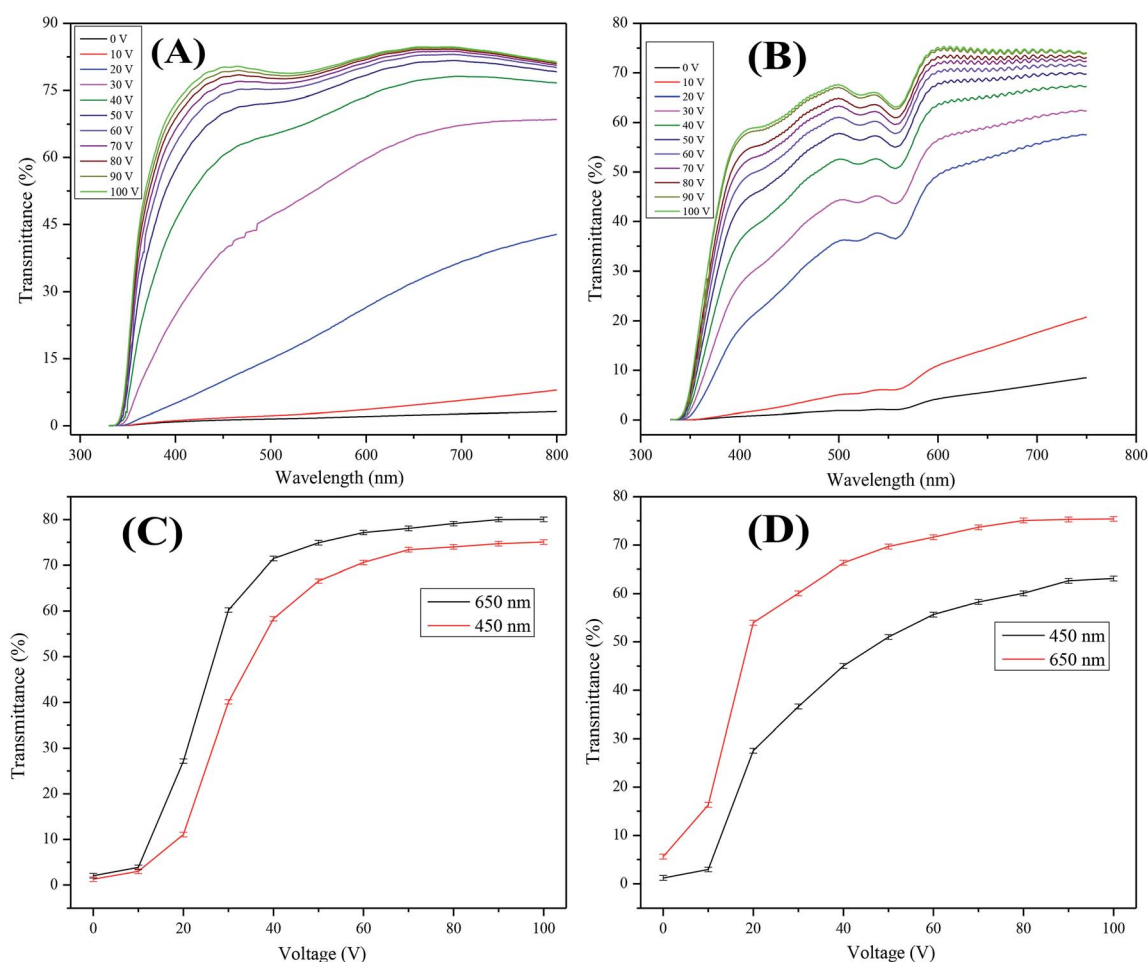 (A)
90
75
60
45
30
15
0
Transmittance (%)
0 V
10 V
20 V
30 V
40 V
50 V
60 V
70 V
80 V
90 V
100 V
300 400 500 600 700 800
Wavelength (nm)
(B)
80
70
60
50
40
30
20
10
0
Transmittance (%)
0 V
10 V
20 V
30 V
40 V
50 V
60 V
70 V
80 V
90 V
100 V
300 400 500 600 700 800
Wavelength (nm)
(C)
80
70
60
50
40
30
20
10
0
Transmittance (%)
650 nm
450 nm
0 20 40 60 80 100
Voltage (V)
(D)
80
70
60
50
40
30
20
10
0
Transmittance (%)
450 nm
650 nm
0 20 40 60 80 100
Voltage (V)